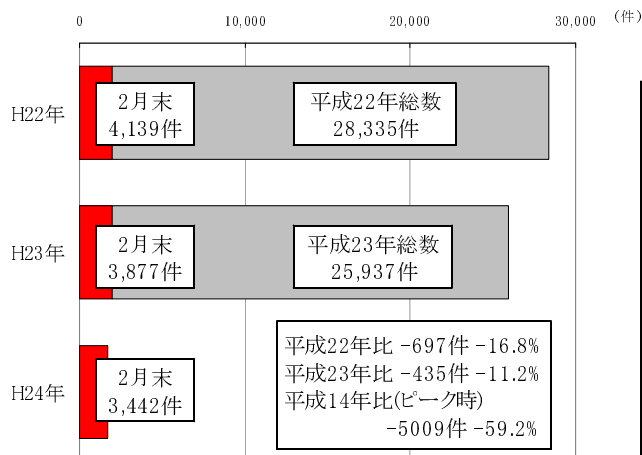 0 10,000 20,000 30,000 (件)
H22年
2月末
4,139件
平成22年総数
28,335件
H23年
2月末
3,877件
平成23年総数
25,937件
H24年
2月末
3,442件
平成22年比 -697件 -16.8%
平成23年比 -435件 -11.2%
平成14年比(ピーク時)
-5009件 -59.2%